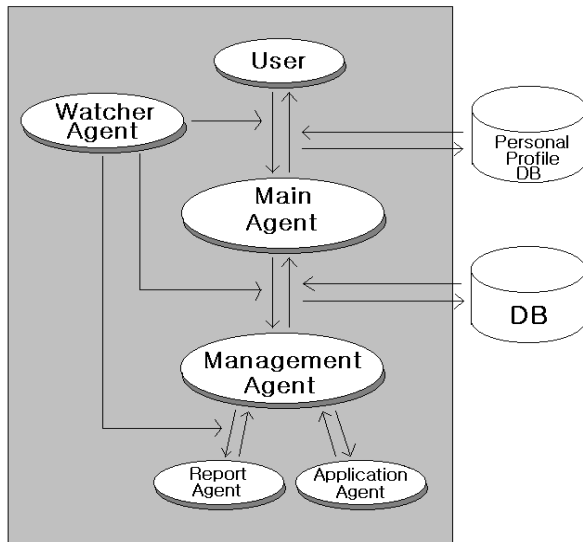 User
Watcher
Agent
Personal
Profile
DB
Main
Agent
DB
Management
Agent
Report
Agent
Application
Agent